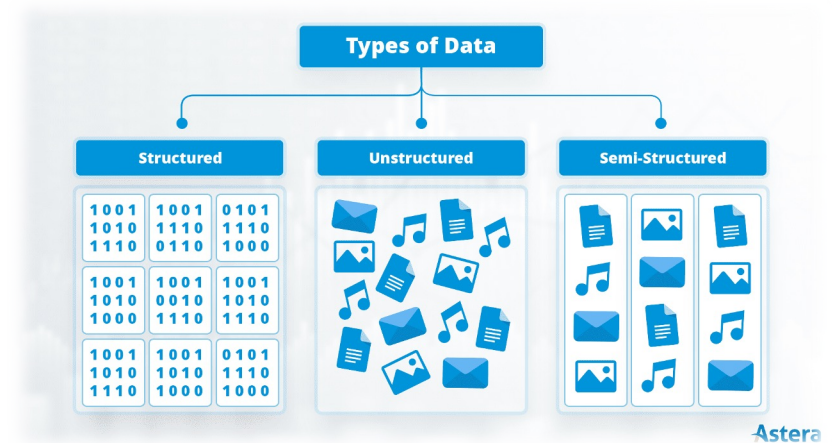 Types of Data
Structured
Unstructured
Semi-Structured
1001 1001 0101
1010 1110 1110
1110 0110 1000
1001 1001 1001
1010 0010 1010
1000 1110 1110
1001 1001 0101
1010 1010 1110
1110 1000 1000
Astera